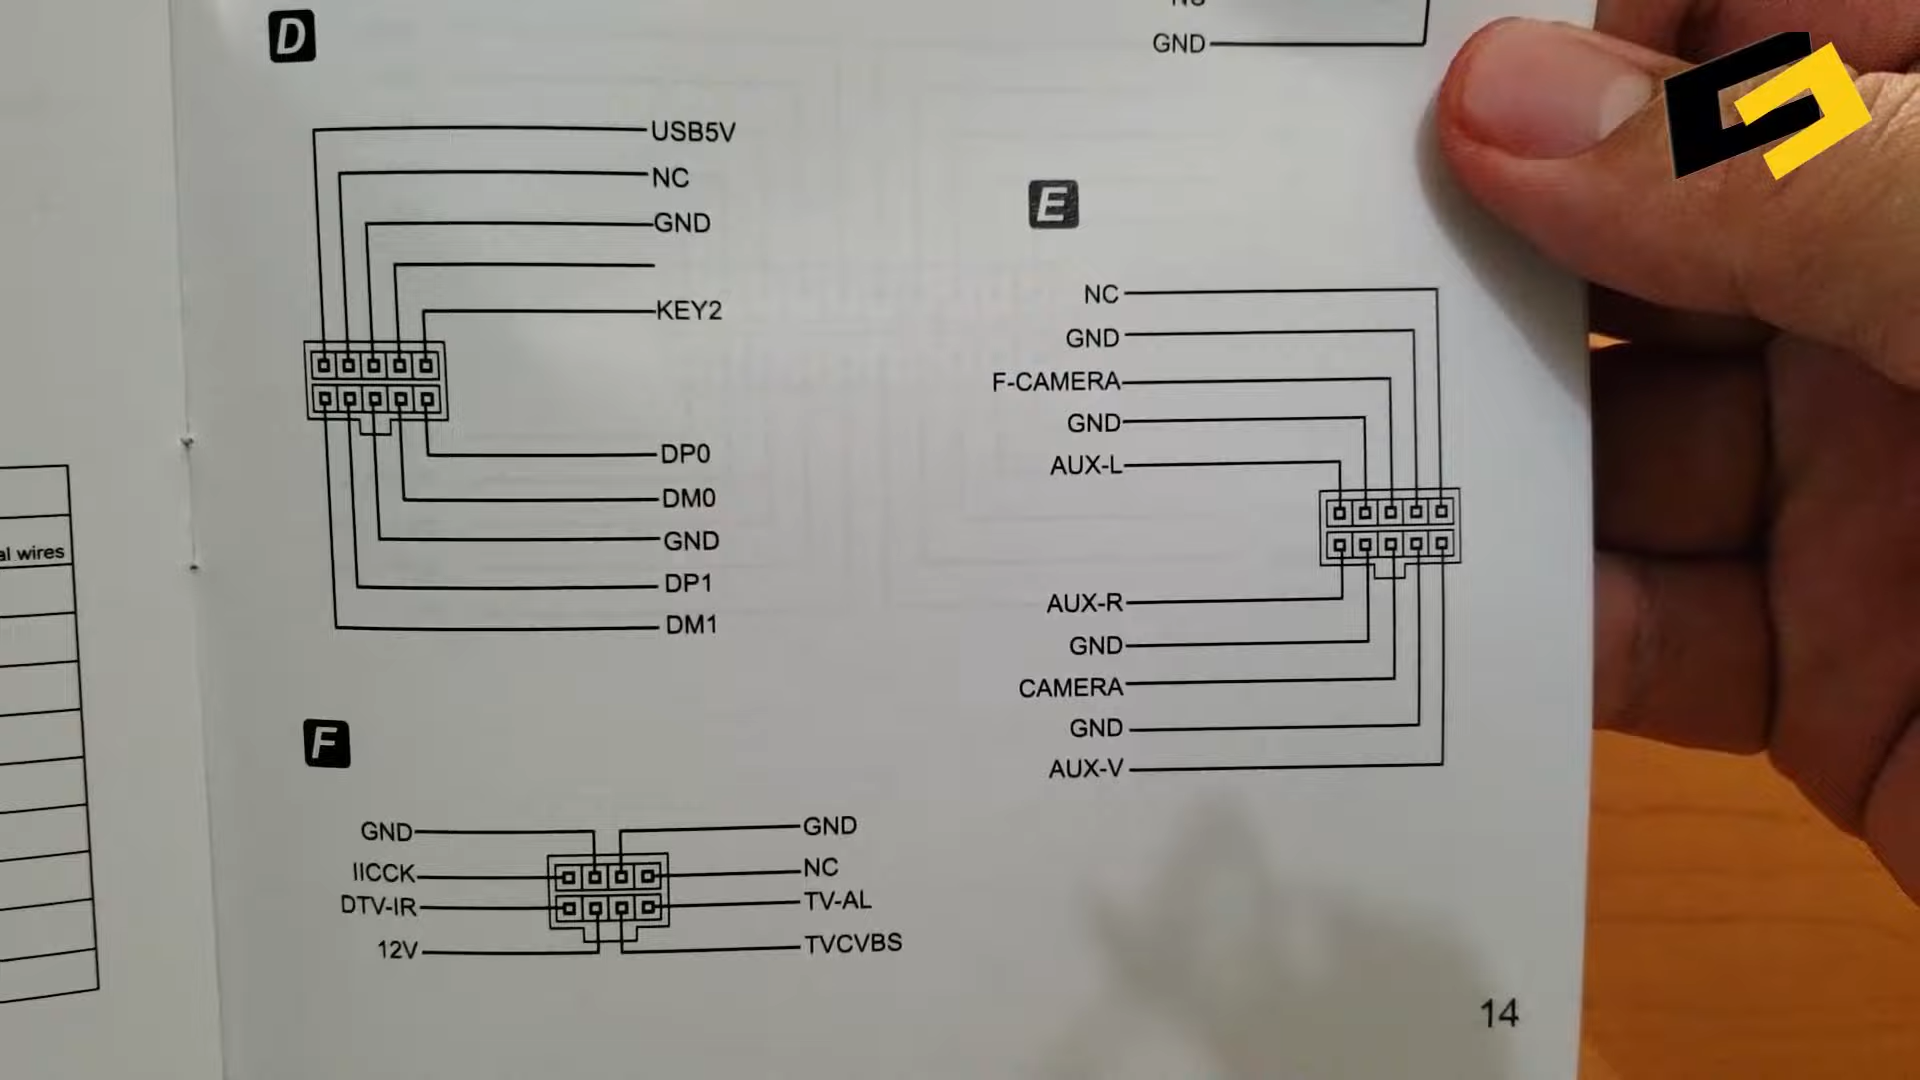 D
GND
USB5V
NC
GND
KEY2
DP0
DM0
GND
DP1
DM1
E
NC
GND
F-CAMERA
GND
AUX-L
AUX-R
GND
CAMERA
GND
AUX-V
al wires
F
GND
IICCK
DTV-IR
12V
GND
NC
TV-AL
TVCVBS
14